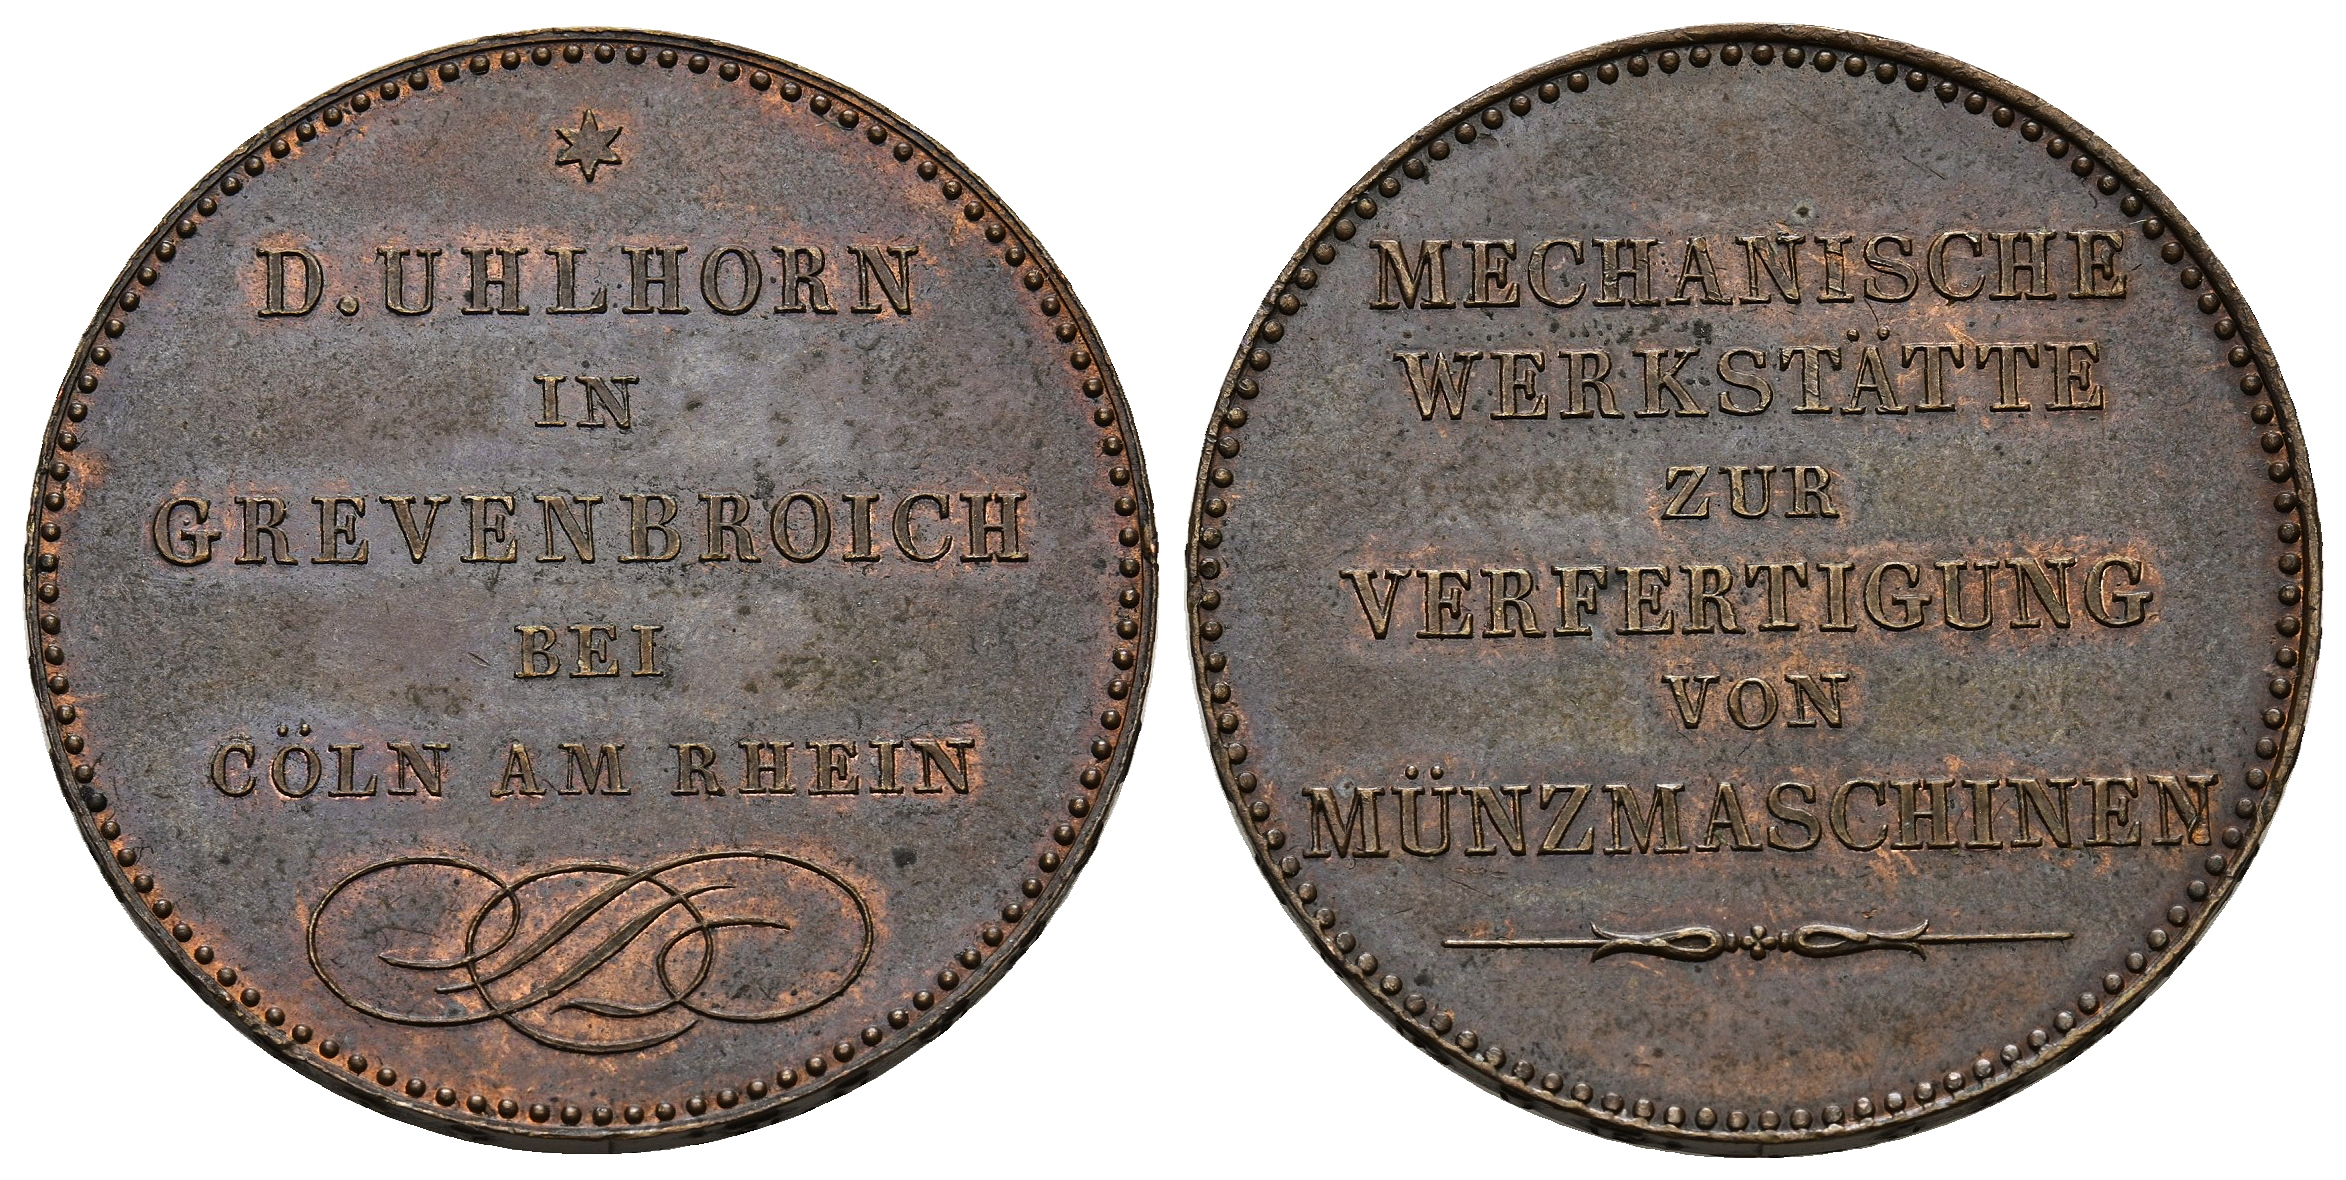 D. UHLHORN
IN
GREVENBROICH
BEI
CÖLN AM RHEIN
MECHANISCHE
WERKSTÄTTE
ZUR
VERFERTIGUNG
VON
MÜNZMASCHINEN